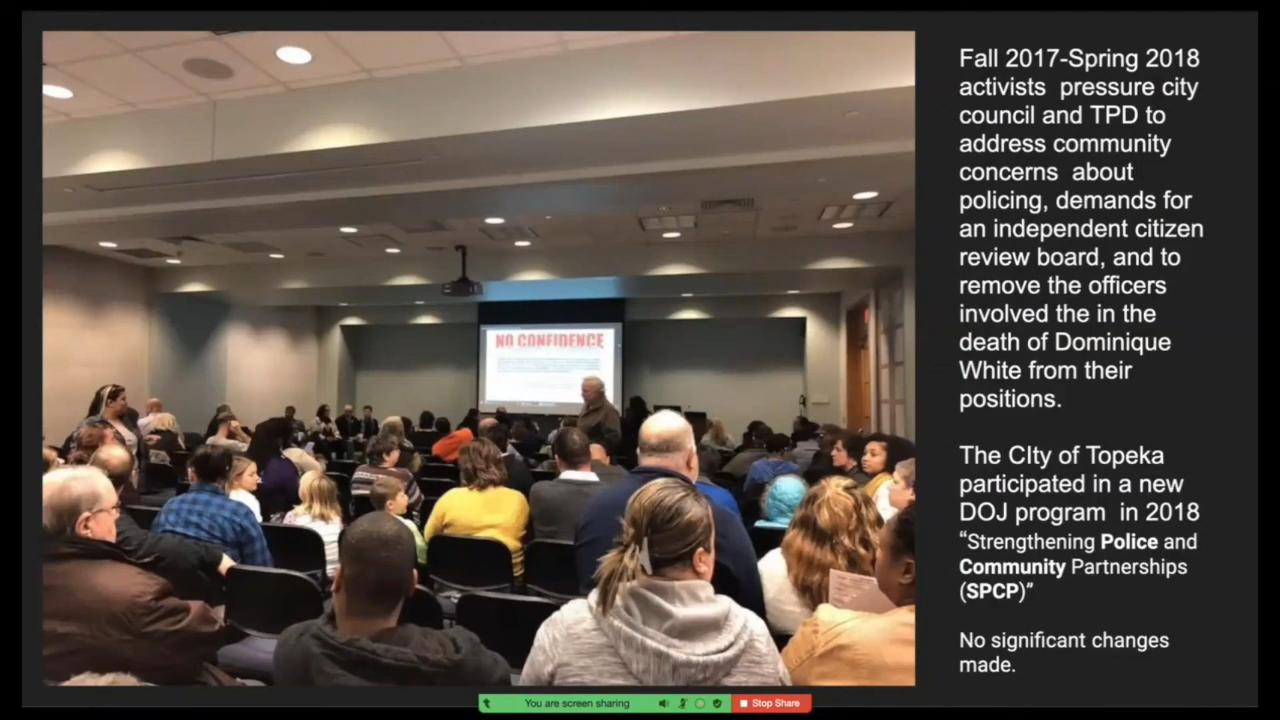 Fall 2017-Spring 2018
activists pressure city
council and TPD to
address community
concerns about
policing, demands for
an independent citizen
review board, and to
remove the officers
involved the in the
death of Dominique
White from their
positions.
The CIty of Topeka
participated in a new
DOJ program in 2018
“Strengthening Police and
Community Partnerships
(SPCP)”
No significant changes
made.
NO CONFIDENCE
You are screen sharing
Stop Share